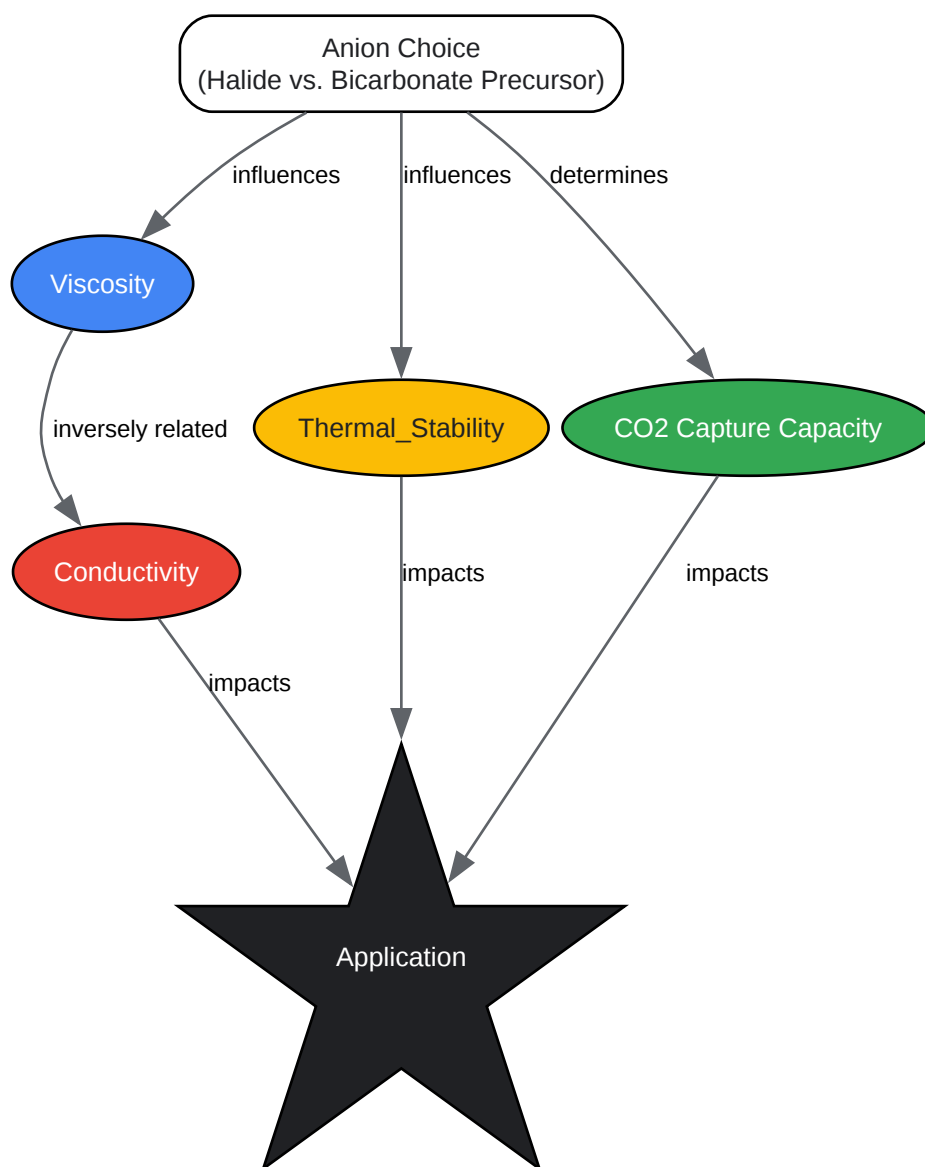 Anion Choice
(Halide vs. Bicarbonate Precursor)
influences
influences
determines
Viscosity
inversely related
Thermal_Stability
CO2 Capture Capacity
Conductivity
impacts
impacts
impacts
Application